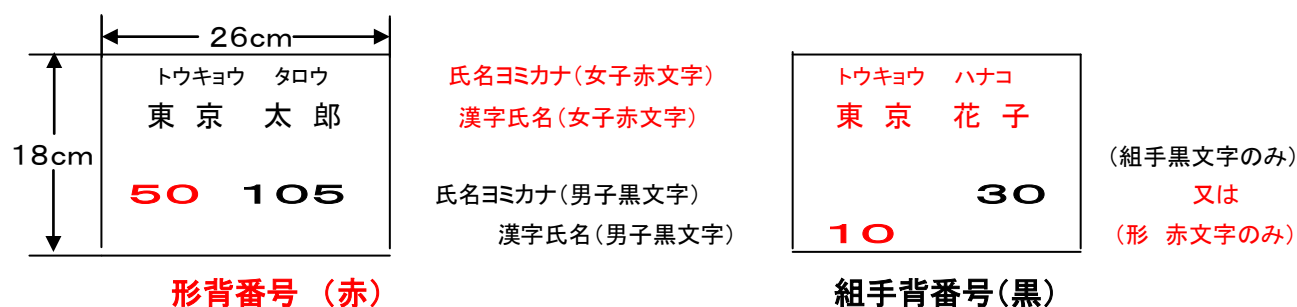 26cm
トウキョウ　タロウ
東 京　太 郎
18cm
50　105
形背番号　（赤）
氏名ヨミカナ（女子赤文字）
漢字氏名（女子赤文字）
氏名ヨミカナ（男子黒文字）
漢字氏名（男子黒文字）
トウキョウ　ハナコ
東 京　花 子
30
10
組手背番号（黒）
（組手黒文字のみ）
又は
（形　赤文字のみ）